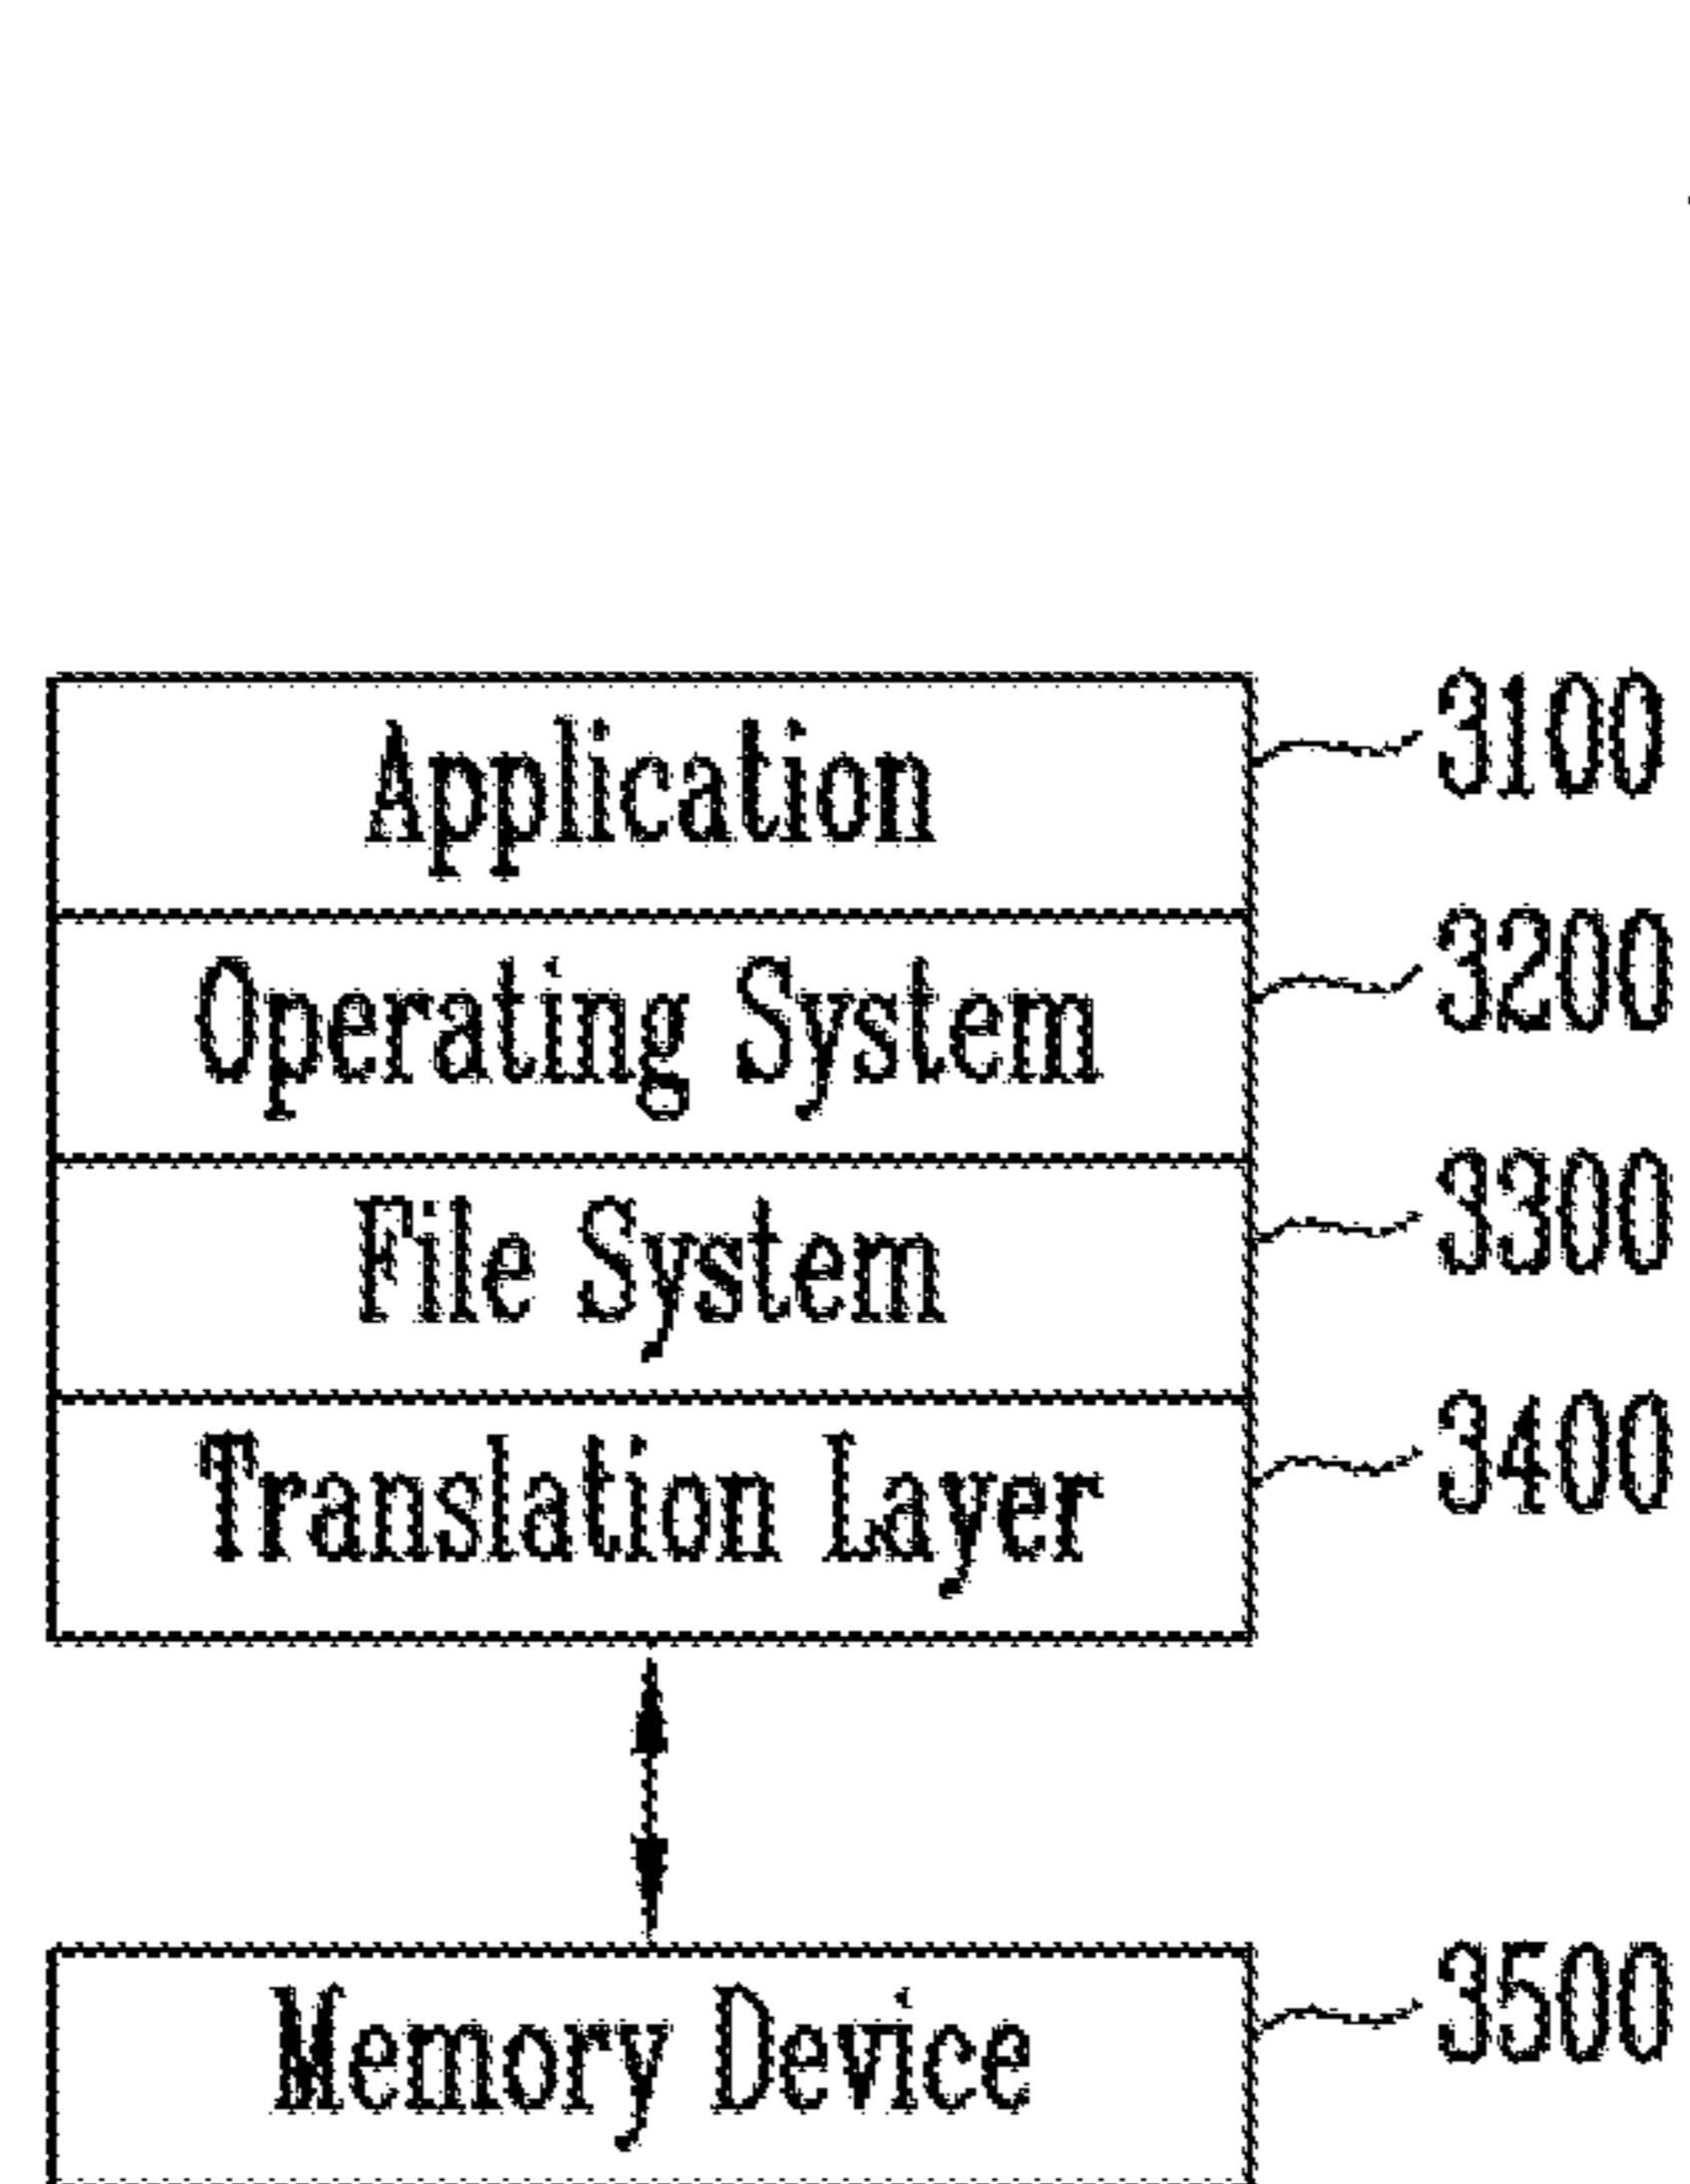 Application 3100
Operating System 3200
File System 3300
Translation Layer 3400
Memory Device 3500